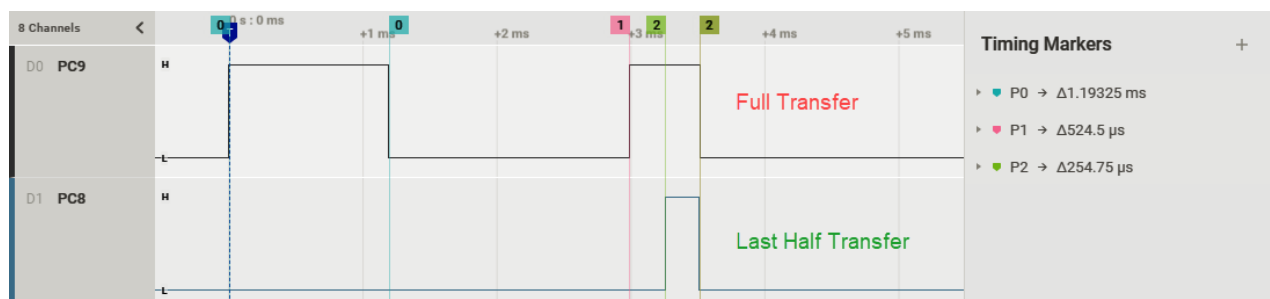 8 Channels <
0 s : 0 ms
0
0
1
2
2
+1 ms
+2 ms
+3 ms
+4 ms
+5 ms
Timing Markers +
D0 PC9
H
L
Full Transfer
P0 → Δ1.19325 ms
P1 → Δ524.5 μs
P2 → Δ254.75 μs
D1 PC8
H
L
Last Half Transfer